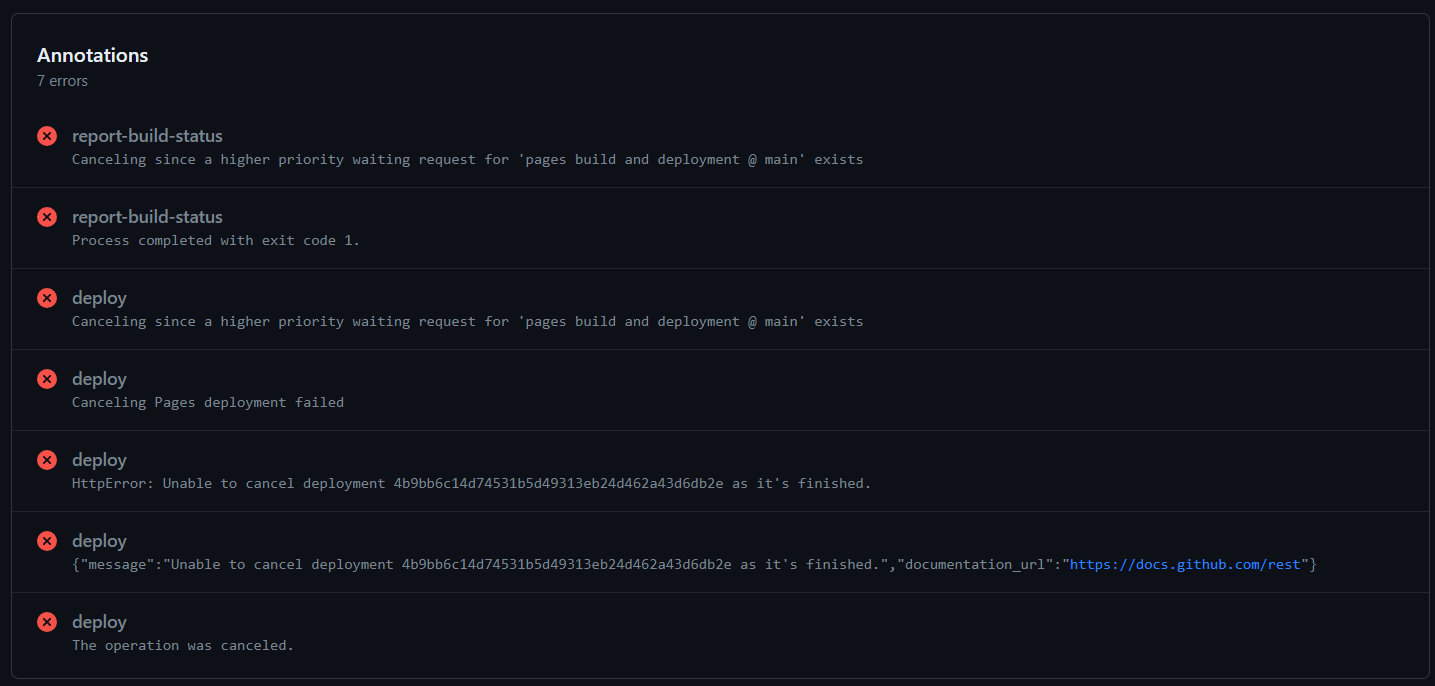 Annotations
7 errors
report-build-status
Canceling since a higher priority waiting request for 'pages build and deployment @ main' exists
report-build-status
Process completed with exit code 1.
deploy
Canceling since a higher priority waiting request for 'pages build and deployment @ main' exists
deploy
Canceling Pages deployment failed
deploy
HttpError: Unable to cancel deployment 4b9bb6c14d74531b5d49313eb24d462a43d6db2e as it's finished.
deploy
{"message":"Unable to cancel deployment 4b9bb6c14d74531b5d49313eb24d462a43d6db2e as it's finished.","documentation_url":"https://docs.github.com/rest"}
deploy
The operation was canceled.